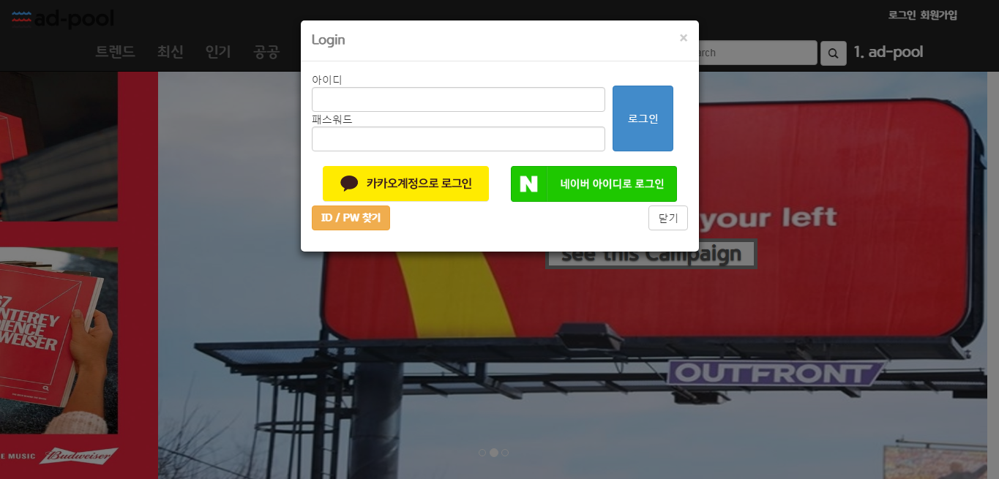 ad-pool
로그인 회원가입
트렌드 최신 인기 공공
arch
1. ad-pool
Login ×
아이디
패스워드
로그인
카카오계정으로 로그인
N 네이버 아이디로 로그인
ID / PW 찾기
닫기
your left
see this Campaign
67
NTEREY
DIENCE
WEISER
OUTFRONT
E MUSIC
Budweiser